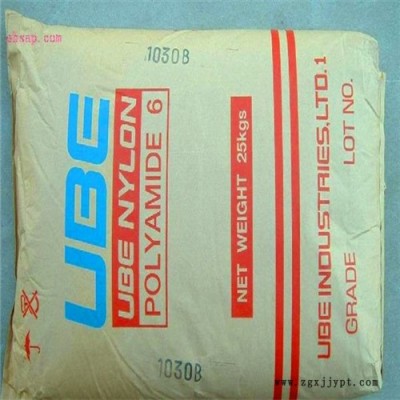 1030B
UBE
UBE NYLON
POLYAMIDE 6
NET WEIGHT 25kgs
UBE INDUSTRIES,LTD.1
GRADE
LOT NO.
1030B
www.zgxjjypt.com